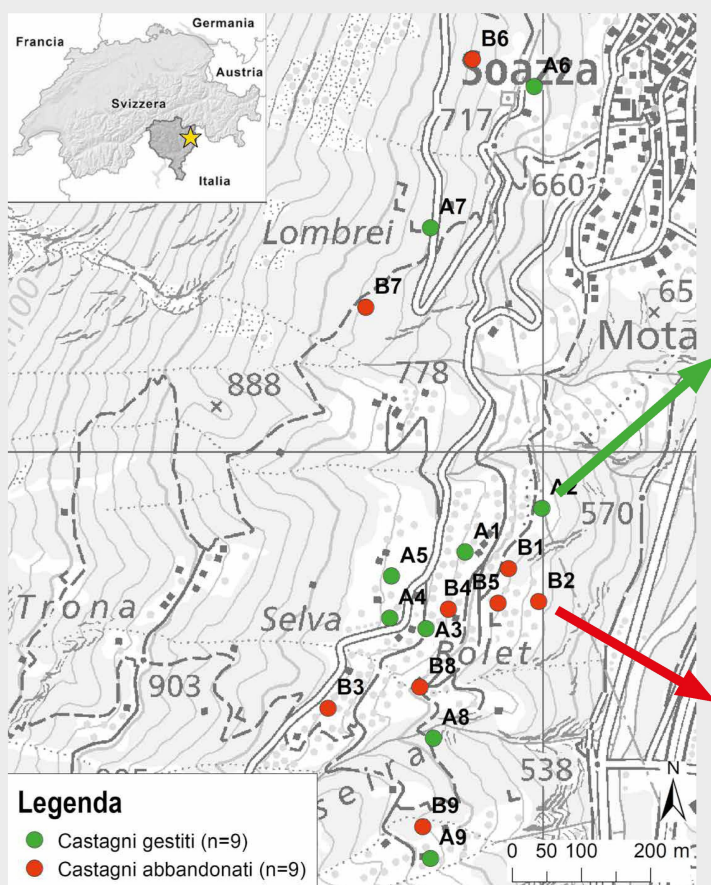 Germania
Francia
Austria
Svizzera
Italia
B6
Soazza
A6
717
660
A7
Lombrei
B7
65
Mota
888
778
A2
570
A1
B1
A5
B4
B5
B2
A4
Trona
Selva
A3
Rolet
B8
903
B3
A8
538
N
seira
B9
A9
Legenda
Castagni gestiti (n=9)
Castagni abbandonati (n=9)
0 50 100 200 m